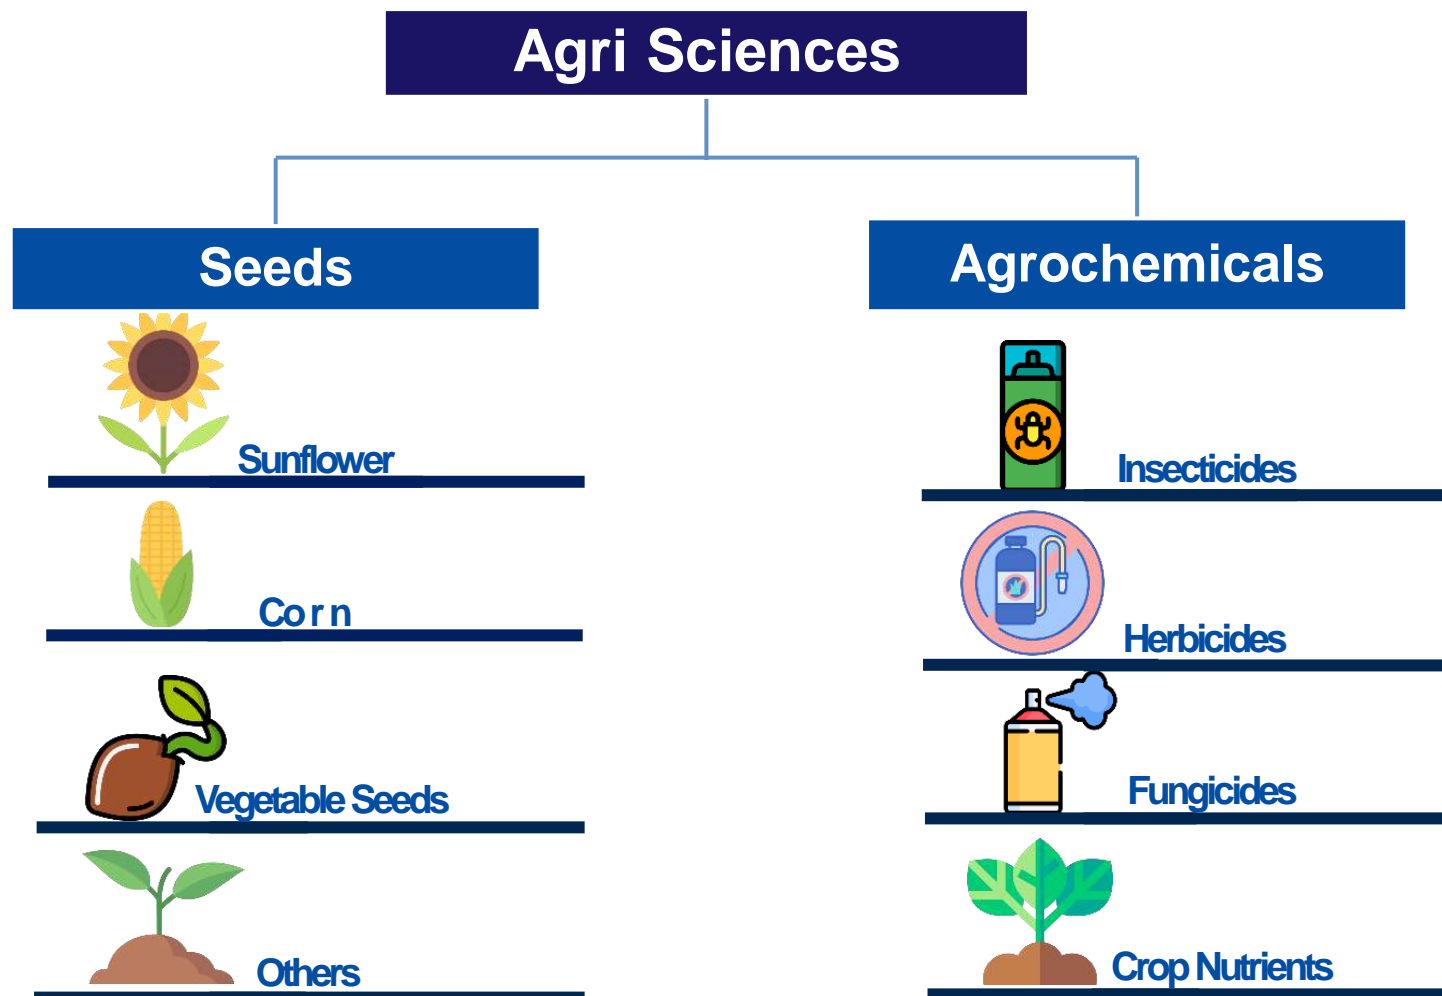 Agri Sciences
Seeds
Sunflower
Corn
Vegetable Seeds
Others
Agrochemicals
Insecticides
Herbicides
Fungicides
Crop Nutrients